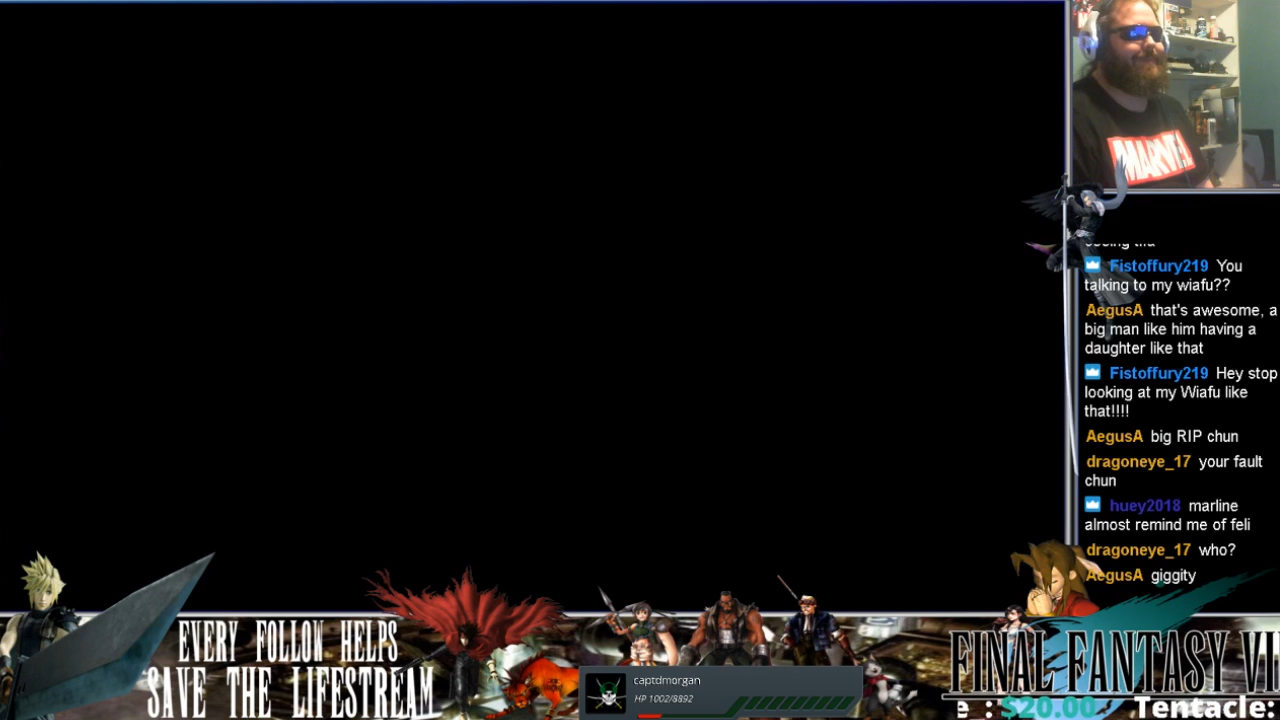 MARVEL
Fistoffury219 You
talking to my wiafu??
AegusA that's awesome, a
big man like him having a
daughter like that
Fistoffury219 Hey stop
looking at my Wiafu like
that!!!!
AegusA big RIP chun
dragoneye_17 your fault
chun
huey2018 marline
almost remind me of feli
dragoneye_17 who?
AegusA giggity
EVERY FOLLOW HELPS
SAVE THE LIFESTREAM
captdmorgan
HP 1002/8892
FINAL FANTASY VII
e : $20.00 Tentacle: